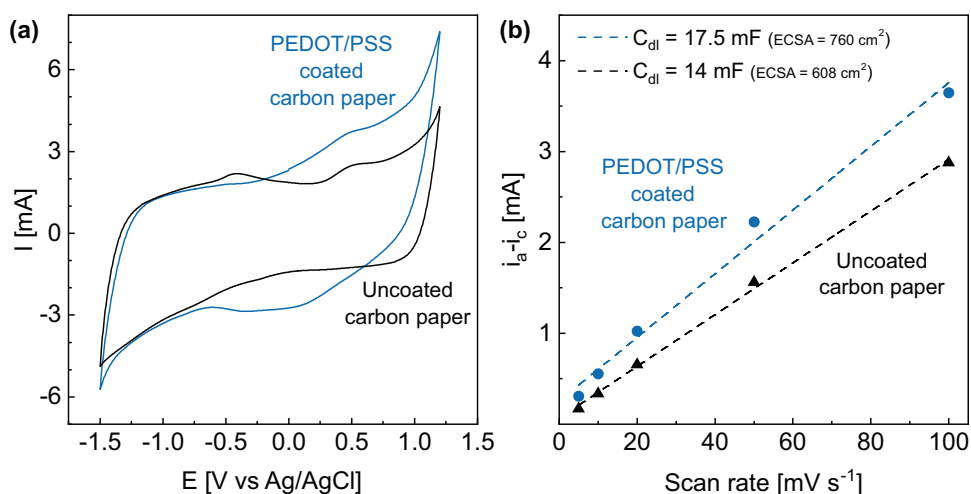 (a)
PEDOT/PSS
coated
carbon paper
Uncoated
carbon paper
I [mA]
6
3
0
-3
-6
-1.5 -1.0 -0.5 0.0 0.5 1.0 1.5
E [V vs Ag/AgCl]
(b)
C_dl = 17.5 mF (ECSA = 760 cm²)
C_dl = 14 mF (ECSA = 608 cm²)
PEDOT/PSS
coated
carbon paper
Uncoated
carbon paper
i_a-i_c [mA]
4
3
2
1
0 20 40 60 80 100
Scan rate [mV s⁻¹]